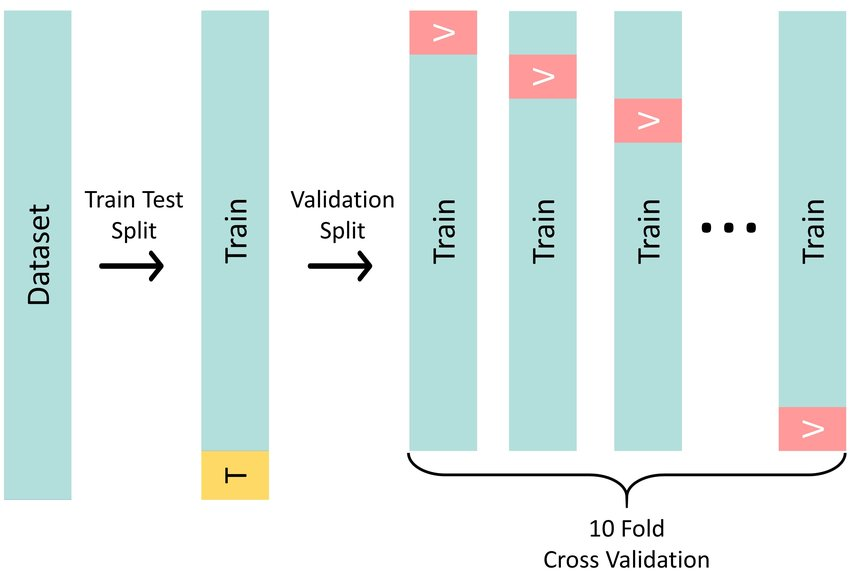 Dataset
Train Test
Split
Train
T
Validation
Split
V
Train
V
Train
V
Train
...
Train
V
10 Fold
Cross Validation